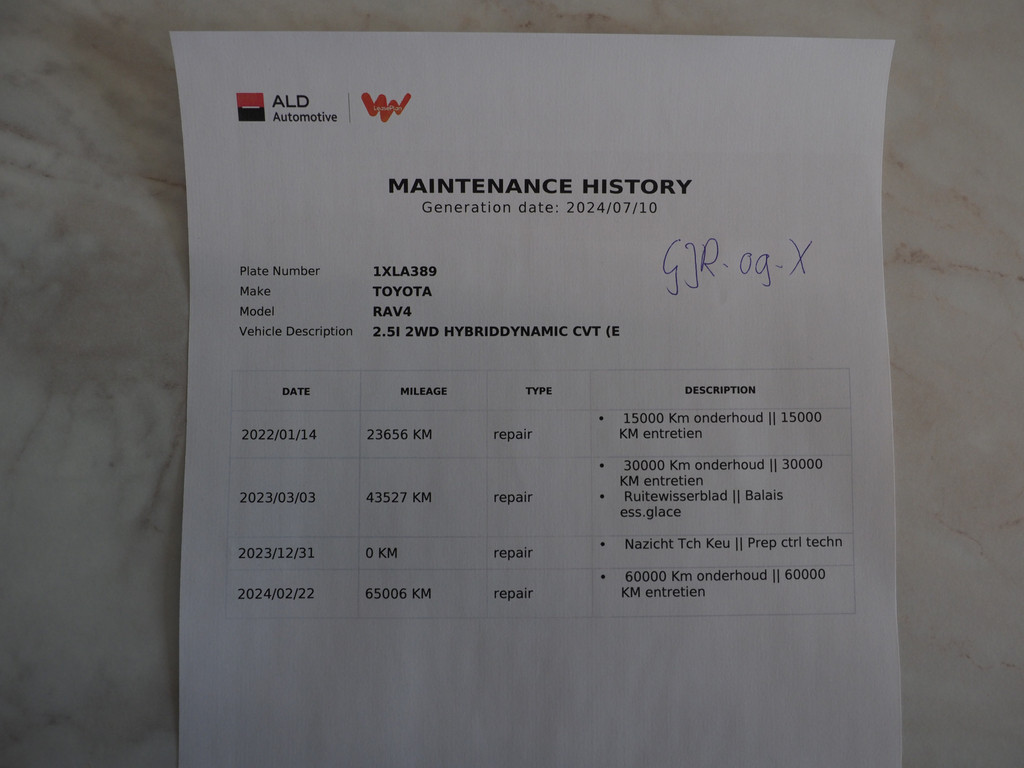 ALD
Automotive
LeasePlan
MAINTENANCE HISTORY
Generation date: 2024/07/10
GJR-09-X
Plate Number 1XLA389
Make TOYOTA
Model RAV4
Vehicle Description 2.5I 2WD HYBRIDDYNAMIC CVT (E
DATE MILEAGE TYPE DESCRIPTION
2022/01/14 23656 KM repair • 15000 Km onderhoud || 15000
KM entretien
2023/03/03 43527 KM repair • 30000 Km onderhoud || 30000
KM entretien
• Ruitewisserblad || Balais
ess.glace
2023/12/31 0 KM repair • Nazicht Tch Keu || Prep ctrl techn
2024/02/22 65006 KM repair • 60000 Km onderhoud || 60000
KM entretien